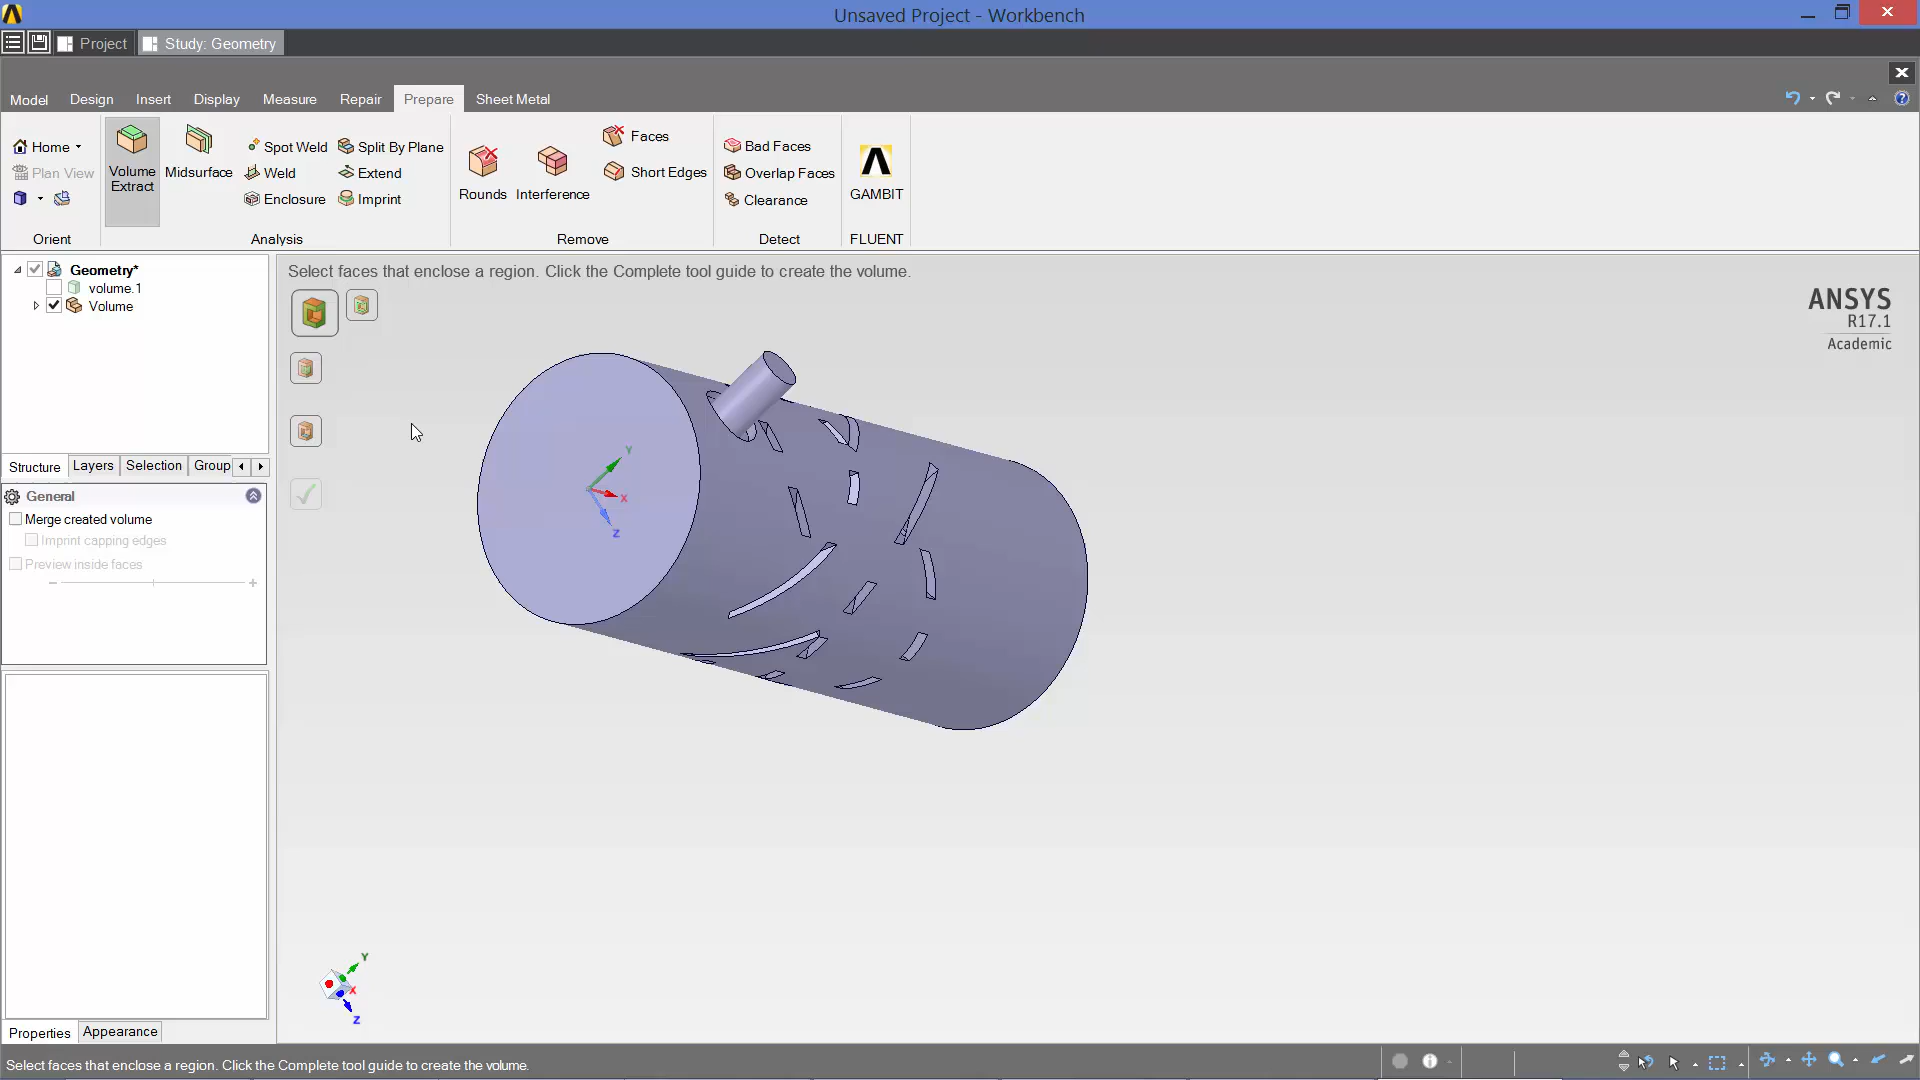 Unsaved Project - Workbench
Project
Study: Geometry
Model
Design
Insert
Display
Measure
Repair
Prepare
Sheet Metal
Home
Plan View
Orient
Volume
Extract
Midsurface
Spot Weld
Weld
Enclosure
Split By Plane
Extend
Imprint
Analysis
Rounds
Interference
Faces
Short Edges
Remove
Bad Faces
Overlap Faces
Clearance
Detect
GAMBIT
FLUENT
Geometry*
volume.1
Volume
Structure
Layers
Selection
Group
General
Merge created volume
Imprint capping edges
Preview inside faces
Properties
Appearance
Select faces that enclose a region. Click the Complete tool guide to create the volume.
ANSYS
R17.1
Academic
Y
X
Z
Y
X
Z
Select faces that enclose a region. Click the Complete tool guide to create the volume.